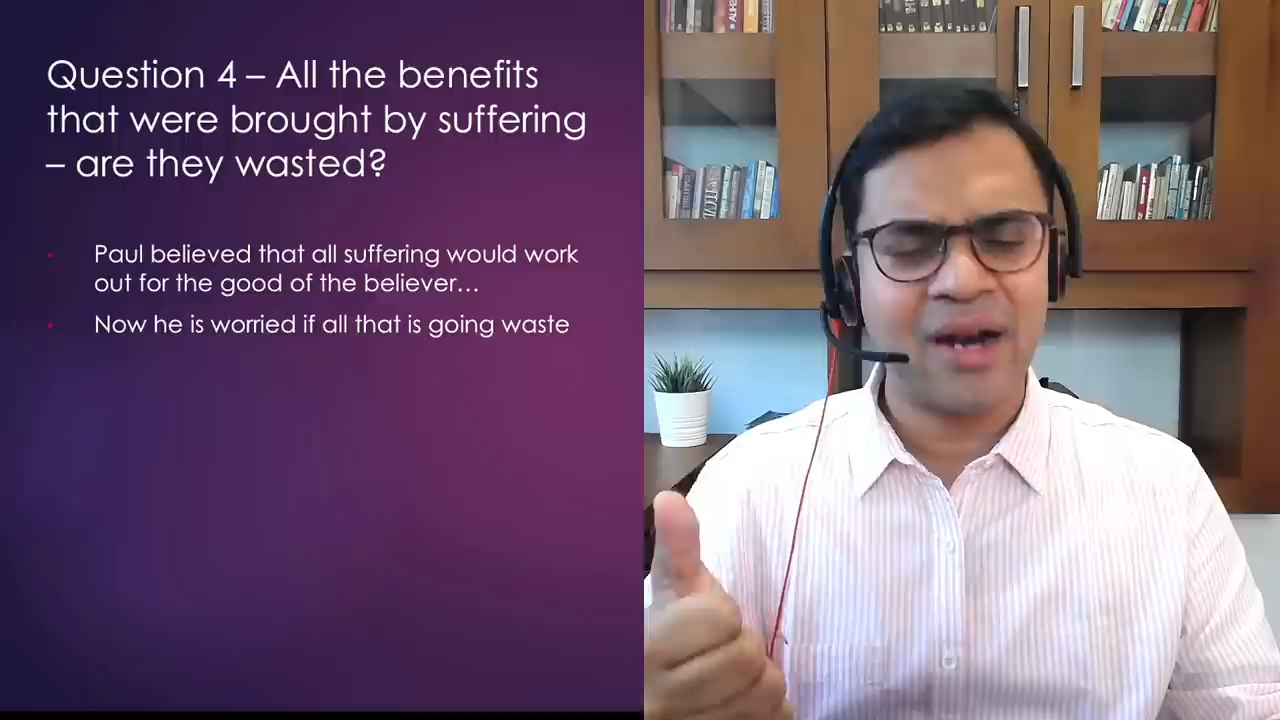 Question 4 – All the benefits
that were brought by suffering
– are they wasted?
Paul believed that all suffering would work
out for the good of the believer…
Now he is worried if all that is going waste